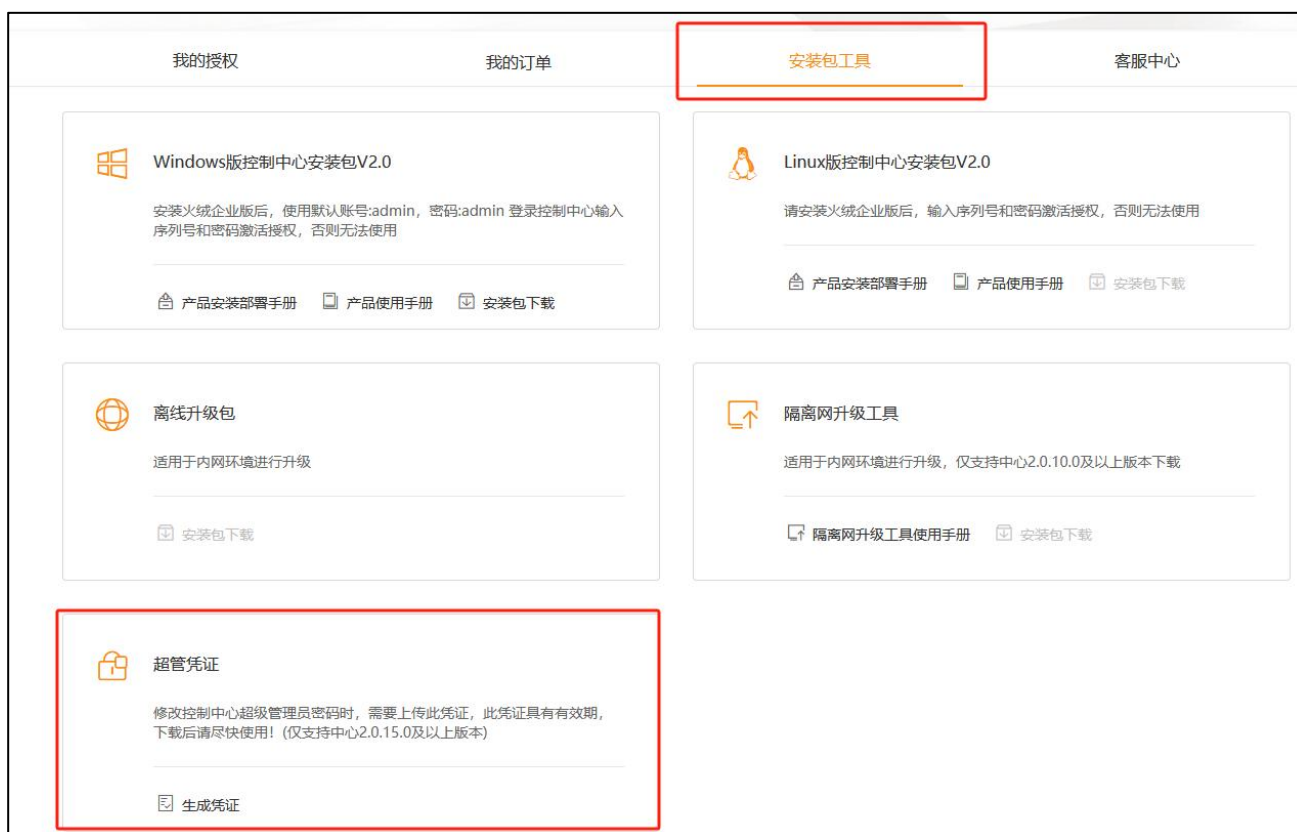 我的授权
我的订单
安装包工具
客服中心
Windows版控制中心安装包V2.0
安装火绒企业版后，使用默认账号:admin，密码:admin 登录控制中心输入
序列号和密码激活授权，否则无法使用
产品安装部署手册 产品使用手册 安装包下载
Linux版控制中心安装包V2.0
请安装火绒企业版后，输入序列号和密码激活授权，否则无法使用
产品安装部署手册 产品使用手册 安装包下载
离线升级包
适用于内网环境进行升级
安装包下载
隔离网升级工具
适用于内网环境进行升级，仅支持中心2.0.10.0及以上版本下载
隔离网升级工具使用手册 安装包下载
超管凭证
修改控制中心超级管理员密码时，需要上传此凭证，此凭证具有有效期，
下载后请尽快使用！(仅支持中心2.0.15.0及以上版本)
生成凭证